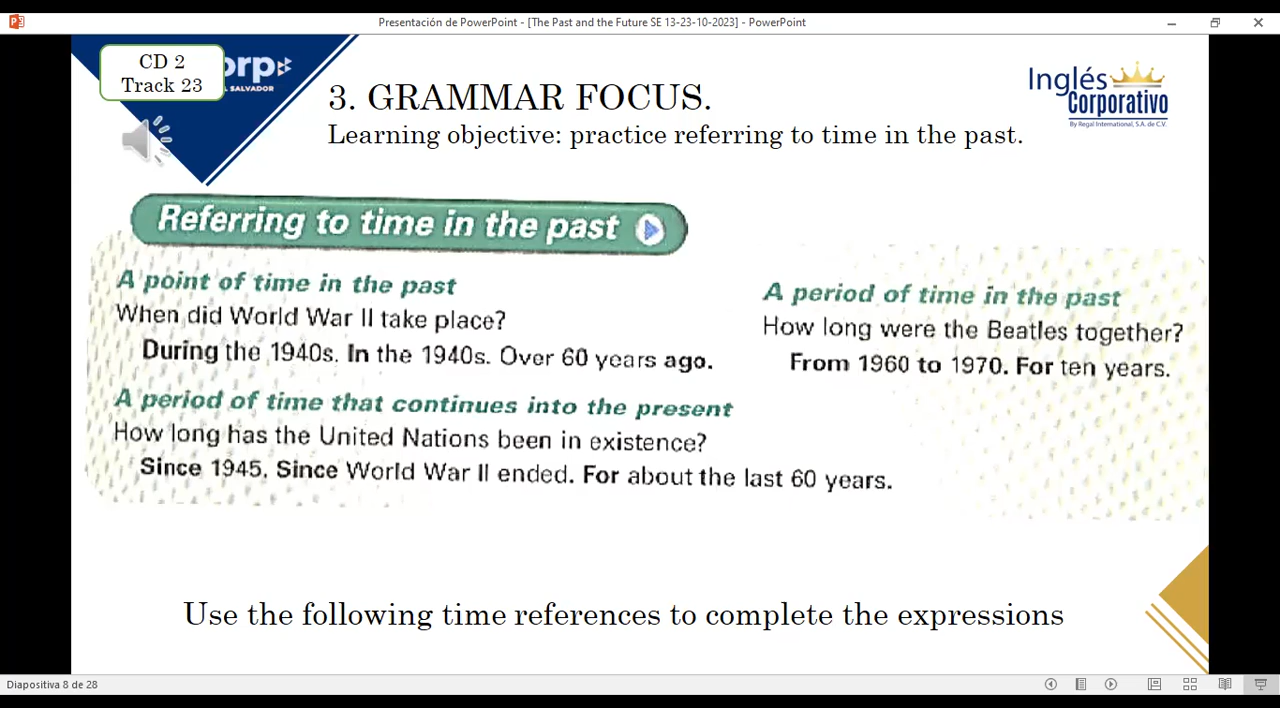 Presentación de PowerPoint - [The Past and the Future SE 13-23-10-2023] - PowerPoint
CD 2
Track 23
orp
L SALVADOR
3. GRAMMAR FOCUS.
Learning objective: practice referring to time in the past.
Inglés
Corporativo
By Regal International, S.A. de C.V.
Referring to time in the past
A point of time in the past
When did World War II take place?
During the 1940s. In the 1940s. Over 60 years ago.
A period of time in the past
How long were the Beatles together?
From 1960 to 1970. For ten years.
A period of time that continues into the present
How long has the United Nations been in existence?
Since 1945. Since World War II ended. For about the last 60 years.
Use the following time references to complete the expressions
Diapositiva 8 de 28